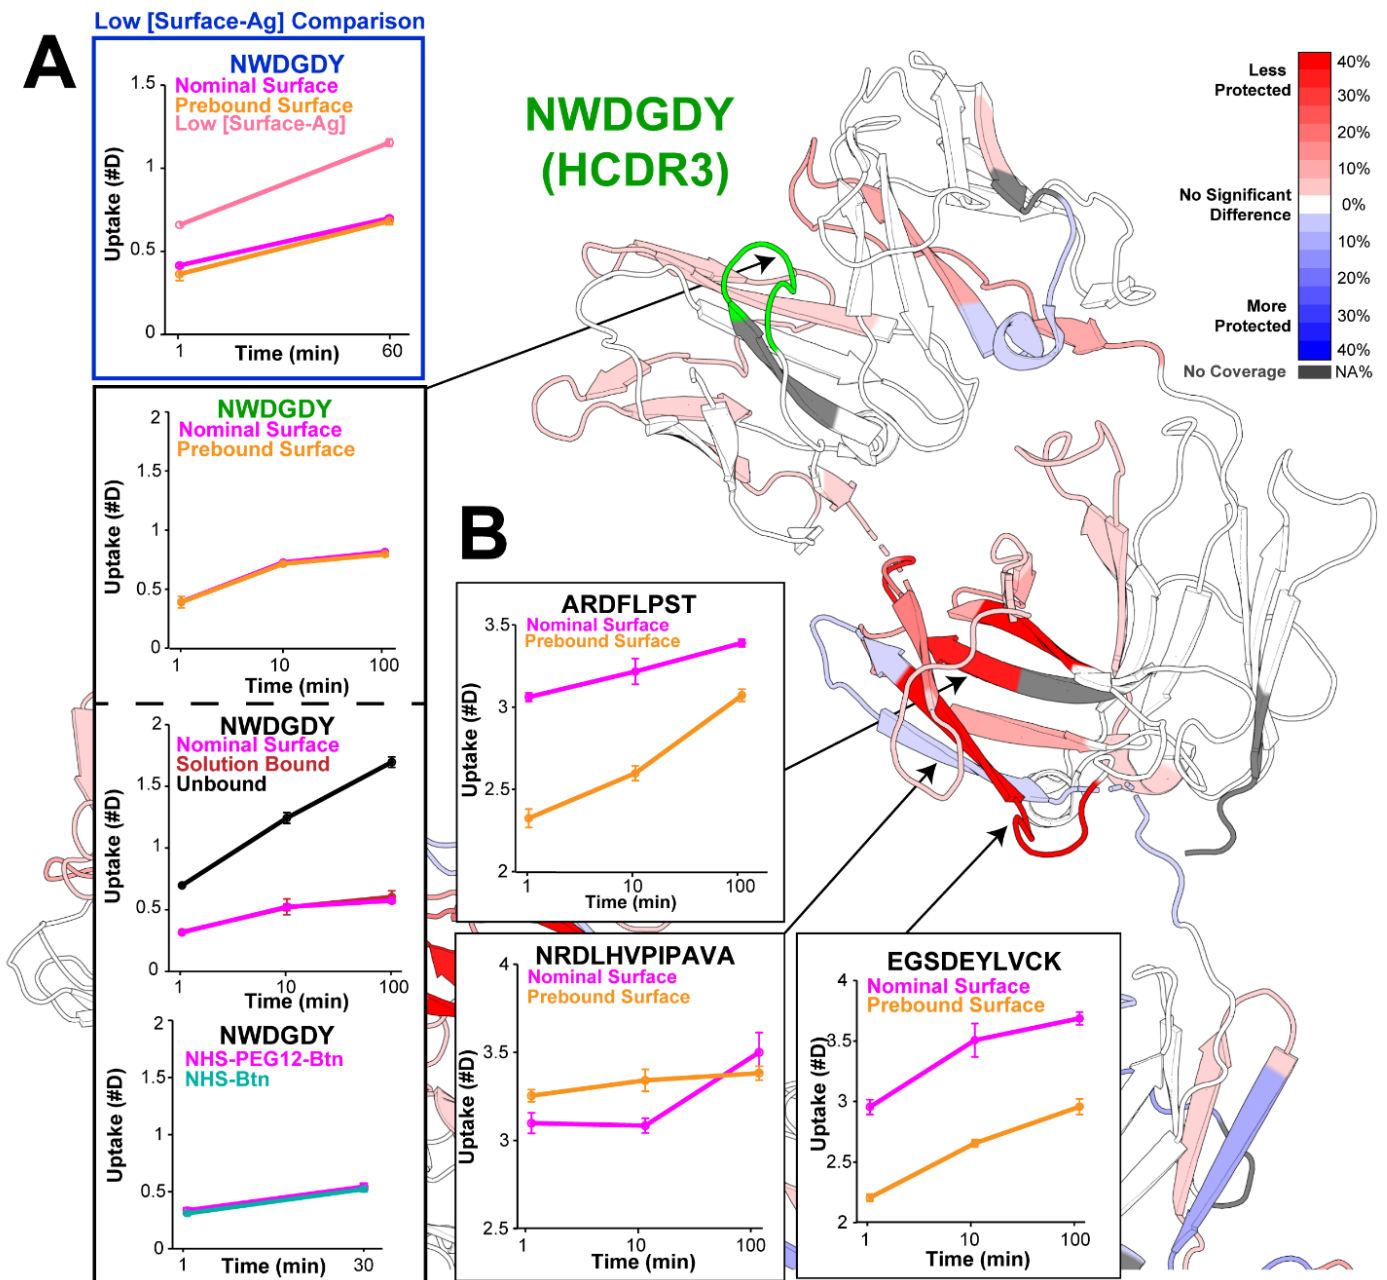 A
Low [Surface-Ag] Comparison
NWDGDY
Nominal Surface
Prebound Surface
Low [Surface-Ag]
Uptake (#D)
1.5
1
0.5
0
1
60
Time (min)
NWDGDY
Nominal Surface
Prebound Surface
Uptake (#D)
2
1.5
1
0.5
0
1
10
100
Time (min)
NWDGDY
Nominal Surface
Solution Bound
Unbound
Uptake (#D)
2
1.5
1
0.5
0
1
10
100
Time (min)
NWDGDY
NHS-PEG12-Btn
NHS-Btn
Uptake (#D)
2
1.5
1
0.5
0
1
30
Time (min)
NWDGDY
(HCDR3)
Less
Protected
No Significant
Difference
More
Protected
No Coverage
40%
30%
20%
10%
0%
10%
20%
30%
40%
NA%
B
ARDFLPST
Nominal Surface
Prebound Surface
Uptake (#D)
3.5
3
2.5
2
1
10
100
Time (min)
NRDLHVPIPAVA
Nominal Surface
Prebound Surface
Uptake (#D)
4
3.5
3
2.5
1
10
100
Time (min)
EGSDEYLVCK
Nominal Surface
Prebound Surface
Uptake (#D)
4
3.5
3
2.5
2
1
10
100
Time (min)